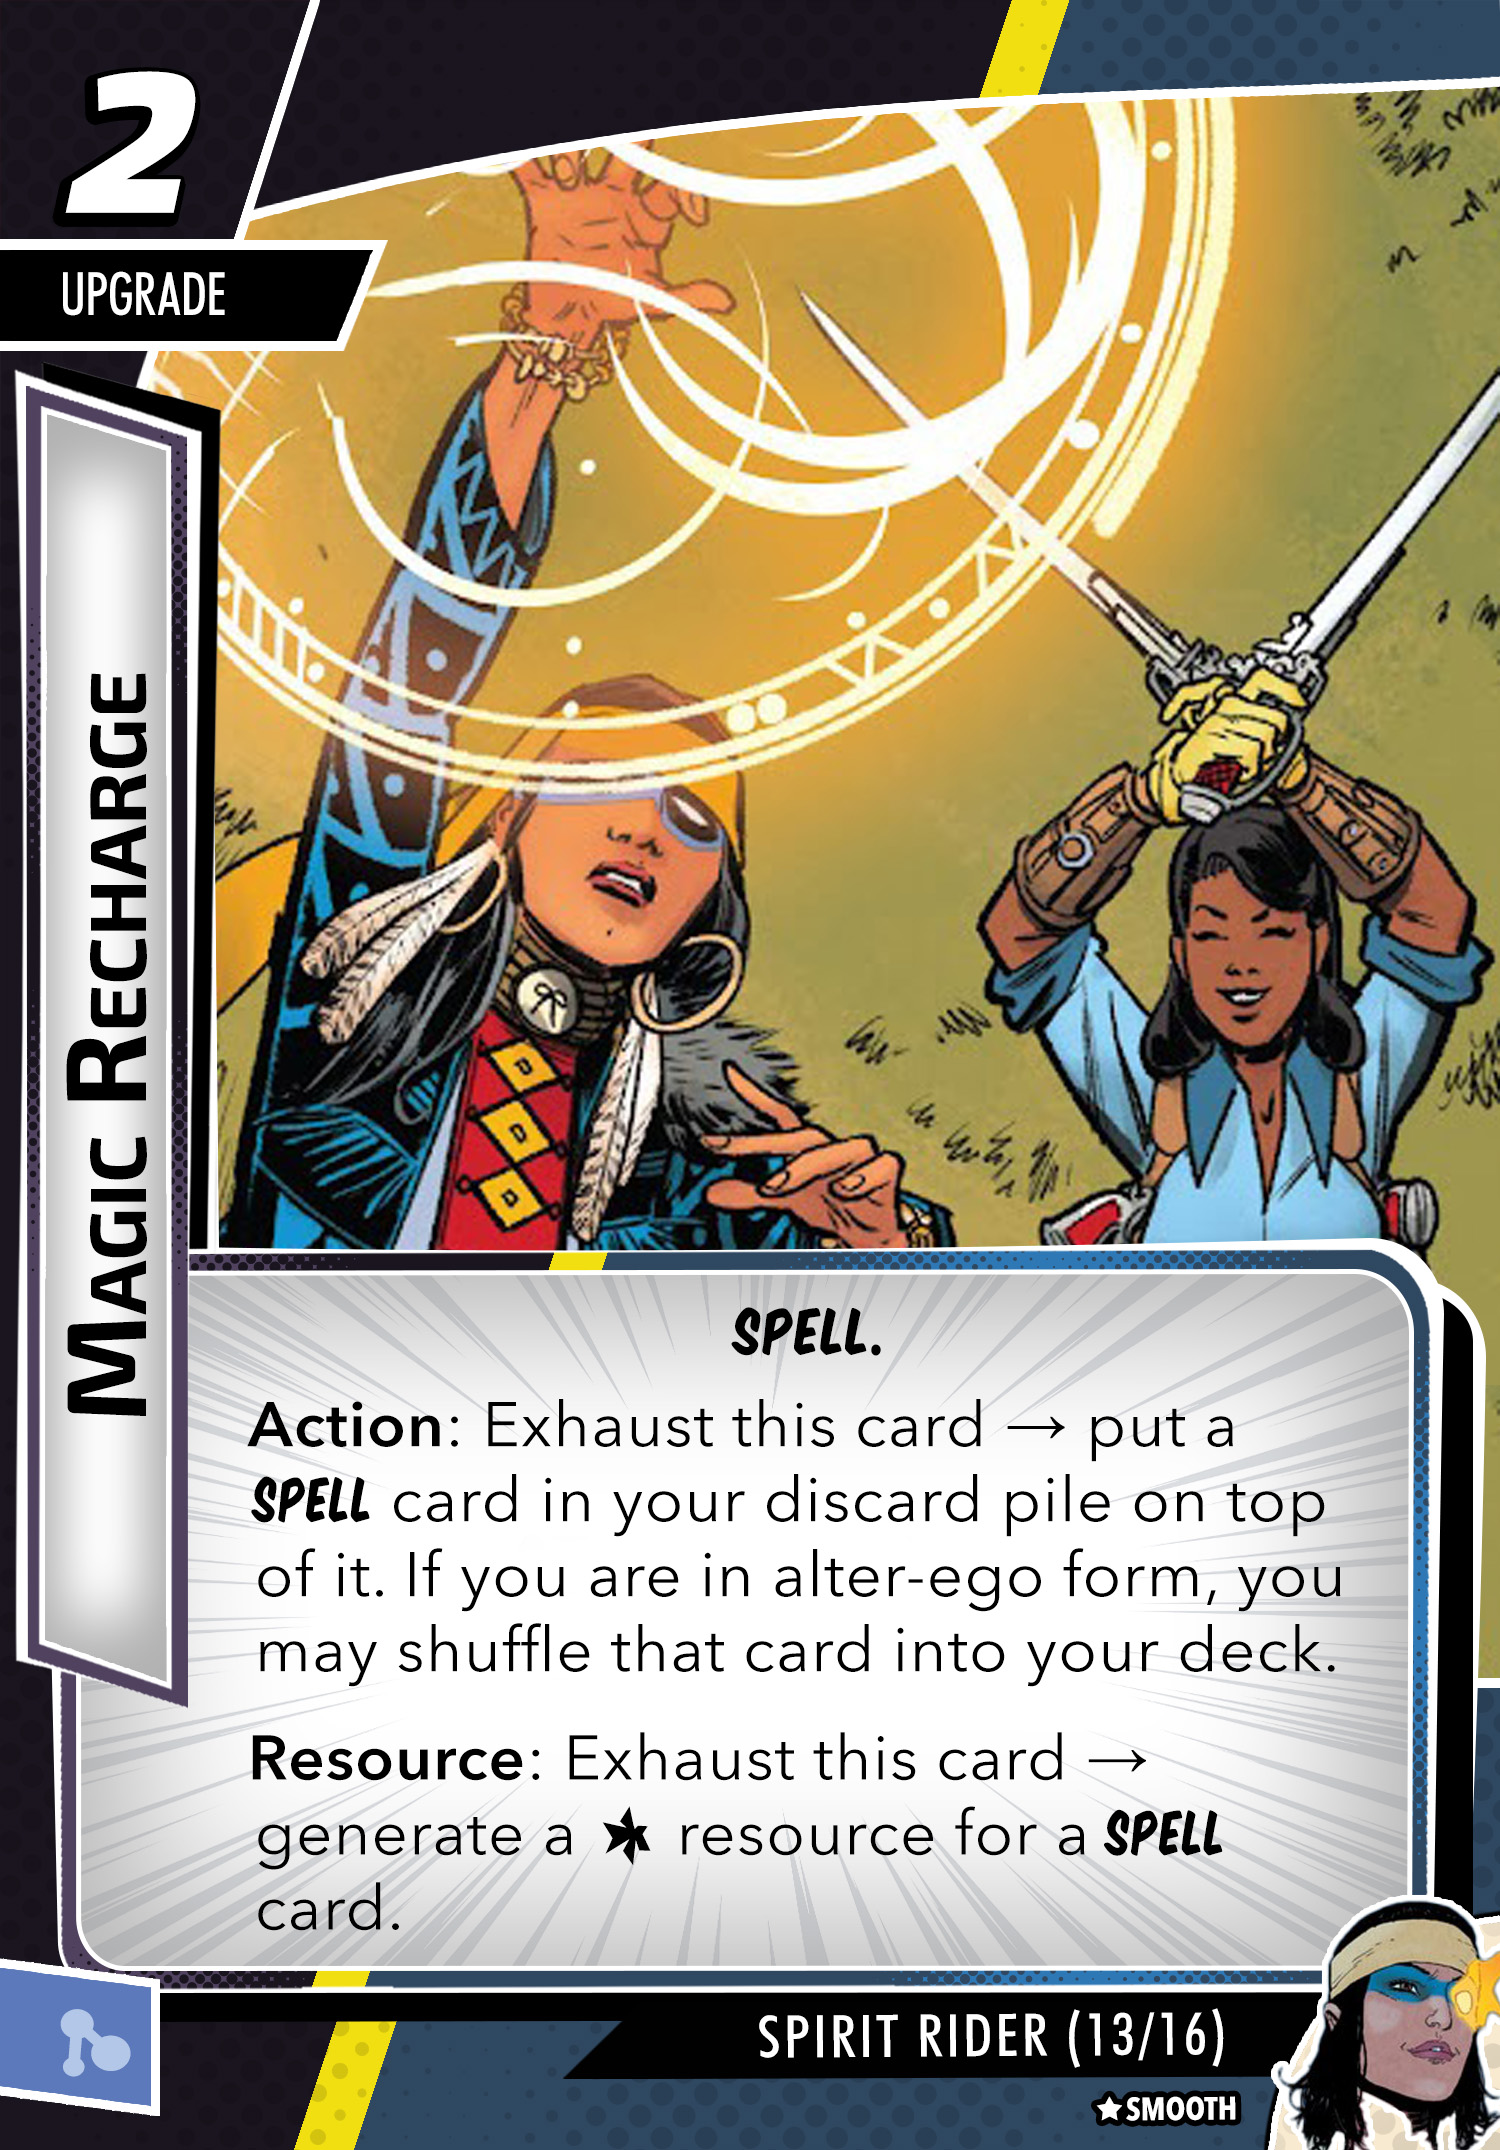 2
UPGRADE
MAGIC RECHARGE
SPELL.
Action: Exhaust this card → put a
SPELL card in your discard pile on top
of it. If you are in alter-ego form, you
may shuffle that card into your deck.
Resource: Exhaust this card →
generate a resource for a SPELL
card.
SPIRIT RIDER (13/16)
★SMOOTH